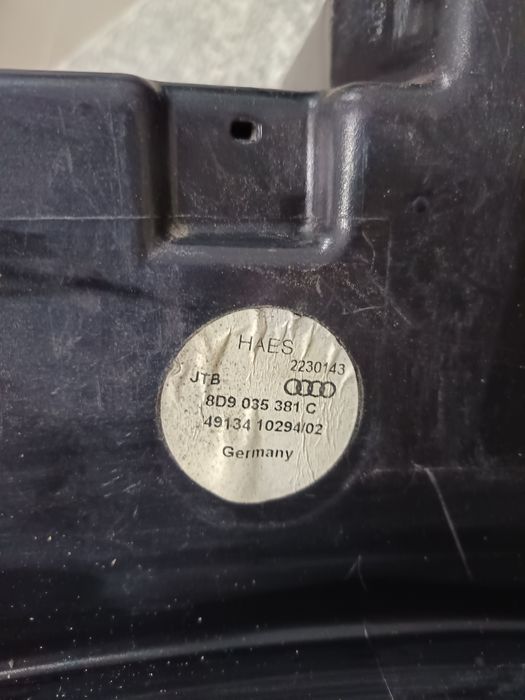 HAES
2230143
JTB
8D9 035 381 C
49134 10294/02
Germany